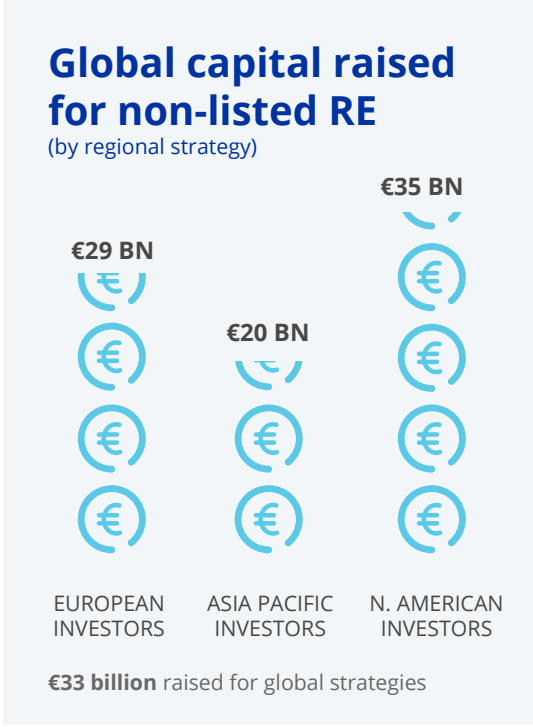 Global capital raised
for non-listed RE
(by regional strategy)
€35 BN
€29 BN
€20 BN
EUROPEAN
INVESTORS
ASIA PACIFIC
INVESTORS
N. AMERICAN
INVESTORS
€33 billion raised for global strategies